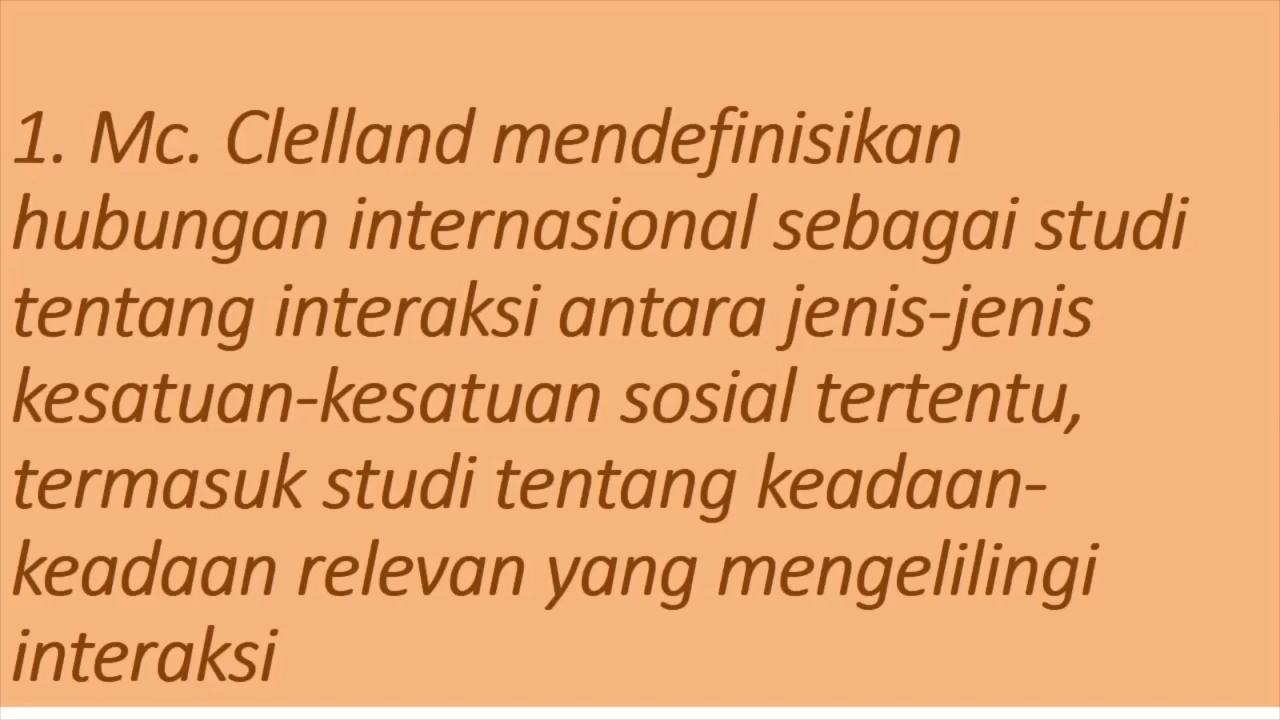 1. Mc. Clelland mendefinisikan
hubungan internasional sebagai studi
tentang interaksi antara jenis-jenis
kesatuan-kesatuan sosial tertentu,
termasuk studi tentang keadaan-
keadaan relevan yang mengelilingi
interaksi